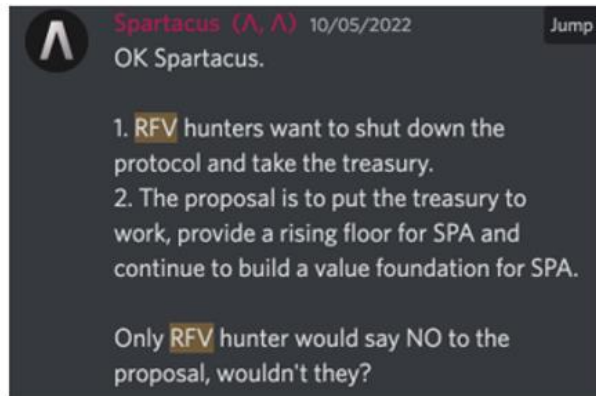 Spartacus (Λ, Λ) 10/05/2022 Jump
OK Spartacus.
1. RFV hunters want to shut down the
protocol and take the treasury.
2. The proposal is to put the treasury to
work, provide a rising floor for SPA and
continue to build a value foundation for SPA.
Only RFV hunter would say NO to the
proposal, wouldn't they?